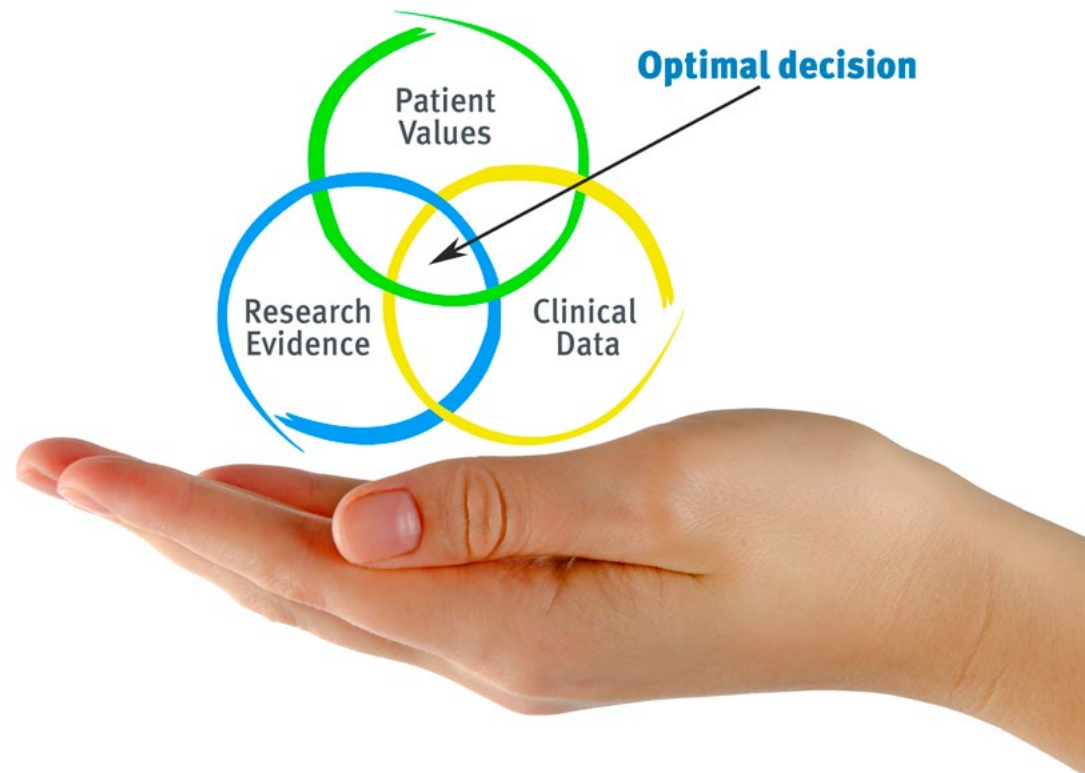 Patient
Values
Optimal decision
Research
Evidence
Clinical
Data